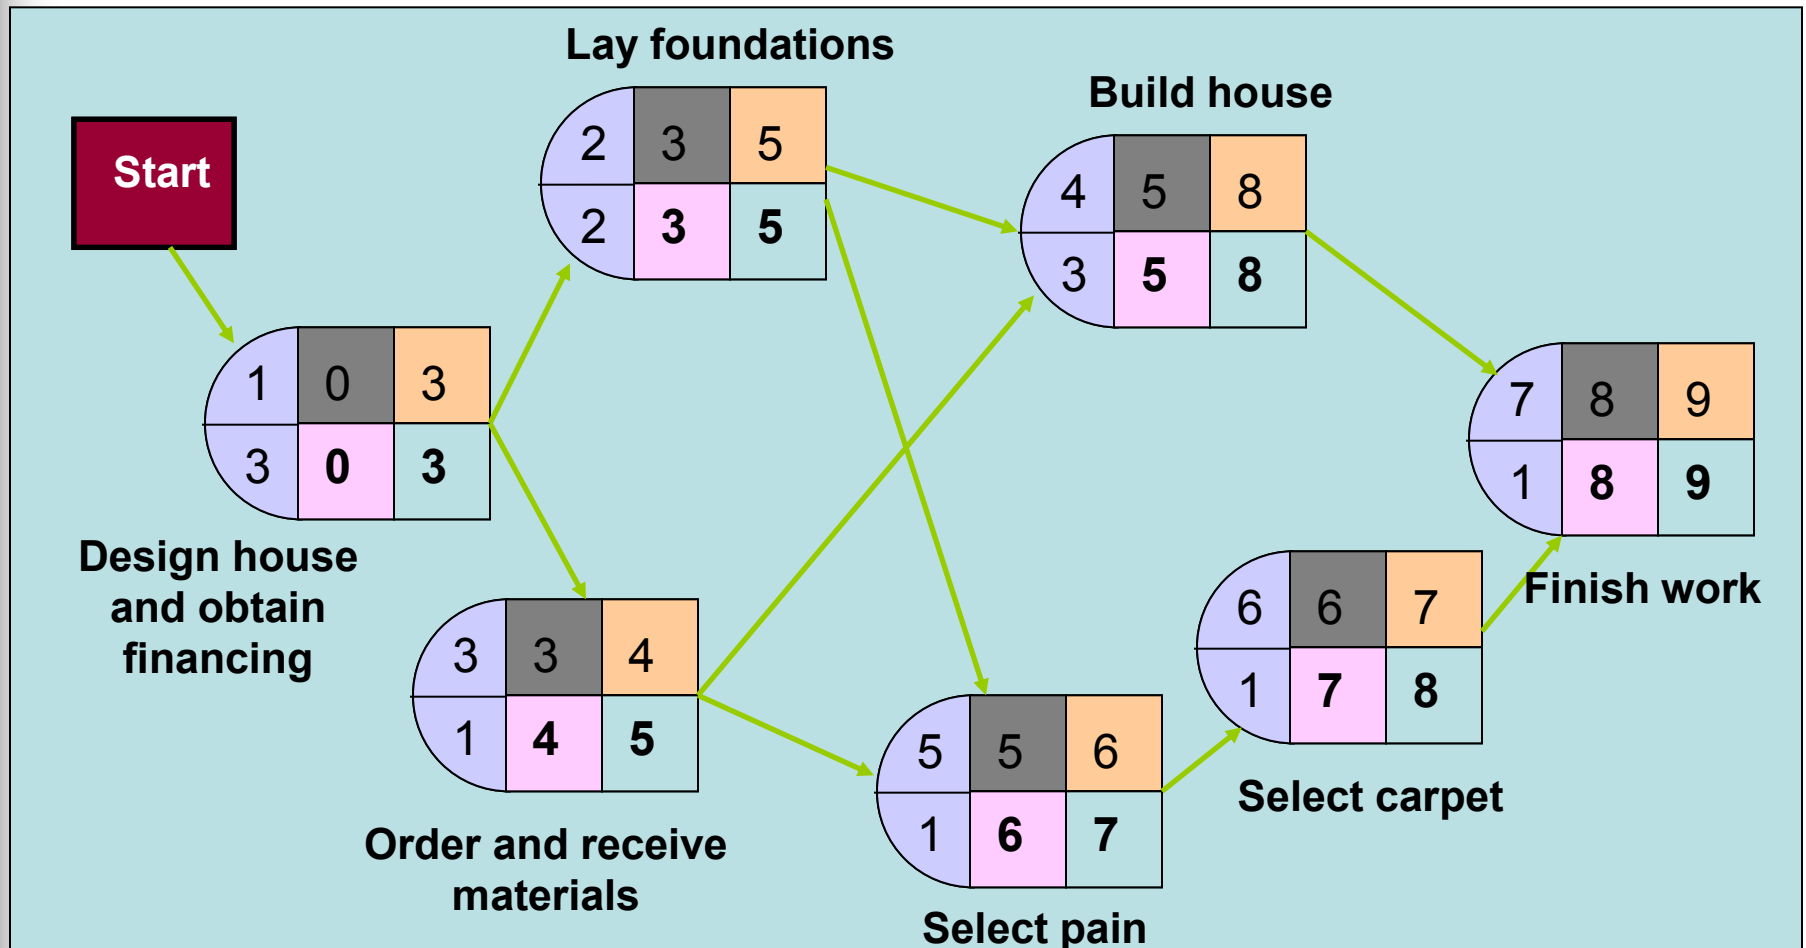 Lay foundations
Build house
Start
2 3 5
2 3 5
4 5 8
3 5 8
1 0 3
3 0 3
7 8 9
1 8 9
Design house
and obtain
financing
3 3 4
1 4 5
6 6 7
1 7 8
Finish work
5 5 6
1 6 7
Select carpet
Order and receive
materials
Select pain